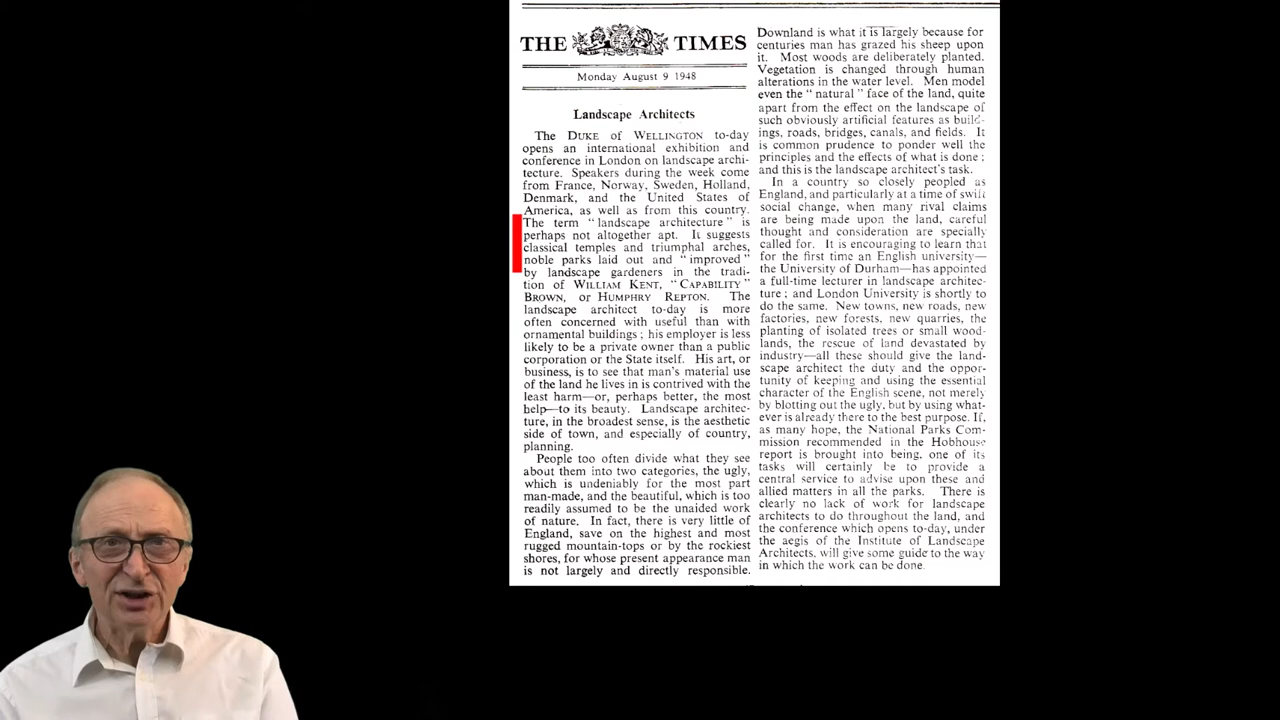 THE TIMES
Monday August 9 1948
Landscape Architects
The DUKE of WELLINGTON to-day
opens an international exhibition and
conference in London on landscape archi-
tecture. Speakers during the week come
from France, Norway, Sweden, Holland,
Denmark, and the United States of
America, as well as from this country.
The term "landscape architecture" is
perhaps not altogether apt. It suggests
classical temples and triumphal arches,
noble parks laid out and "improved"
by landscape gardeners in the tradi-
tion of WILLIAM KENT, "CAPABILITY"
BROWN, or HUMPHRY REPTON. The
landscape architect to-day is more
often concerned with useful than with
ornamental buildings; his employer is less
likely to be a private owner than a public
corporation or the State itself. His art, or
business, is to see that man's material use
of the land he lives in is contrived with the
least harm—or, perhaps better, the most
help—to its beauty. Landscape architec-
ture, in the broadest sense, is the aesthetic
side of town, and especially of country,
planning.
People too often divide what they see
about them into two categories, the ugly,
which is undeniably for the most part
man-made, and the beautiful, which is too
readily assumed to be the unaided work
of nature. In fact, there is very little of
England, save on the highest and most
rugged mountain-tops or by the rockiest
shores, for whose present appearance man
is not largely and directly responsible.
Downland is what it is largely because for
centuries man has grazed his sheep upon
it. Most woods are deliberately planted.
Vegetation is changed through human
alterations in the water level. Men model
even the "natural" face of the land, quite
apart from the effect on the landscape of
such obviously artificial features as build-
ings, roads, bridges, canals, and fields. It
is common prudence to ponder well the
principles and the effects of what is done;
and this is the landscape architect's task.
In a country so closely peopled as
England, and particularly at a time of swift
social change, when many rival claims
are being made upon the land, careful
thought and consideration are specially
called for. It is encouraging to learn that
for the first time an English university—
the University of Durham—has appointed
a full-time lecturer in landscape architec-
ture; and London University is shortly to
do the same. New towns, new roads, new
factories, new forests, new quarries, the
planting of isolated trees or small wood-
lands, the rescue of land devastated by
industry—all these should give the land-
scape architect the duty and the oppor-
tunity of keeping and using the essential
character of the English scene, not merely
by blotting out the ugly, but by using what-
ever is already there to the best purpose. If,
as many hope, the National Parks Com-
mission recommended in the Hobhouse
report is brought into being, one of its
tasks will certainly be to provide a
central service to advise upon these and
allied matters in all the parks. There is
clearly no lack of work for landscape
architects to do throughout the land, and
the conference which opens to-day, under
the aegis of the Institute of Landscape
Architects, will give some guide to the way
in which the work can be done.